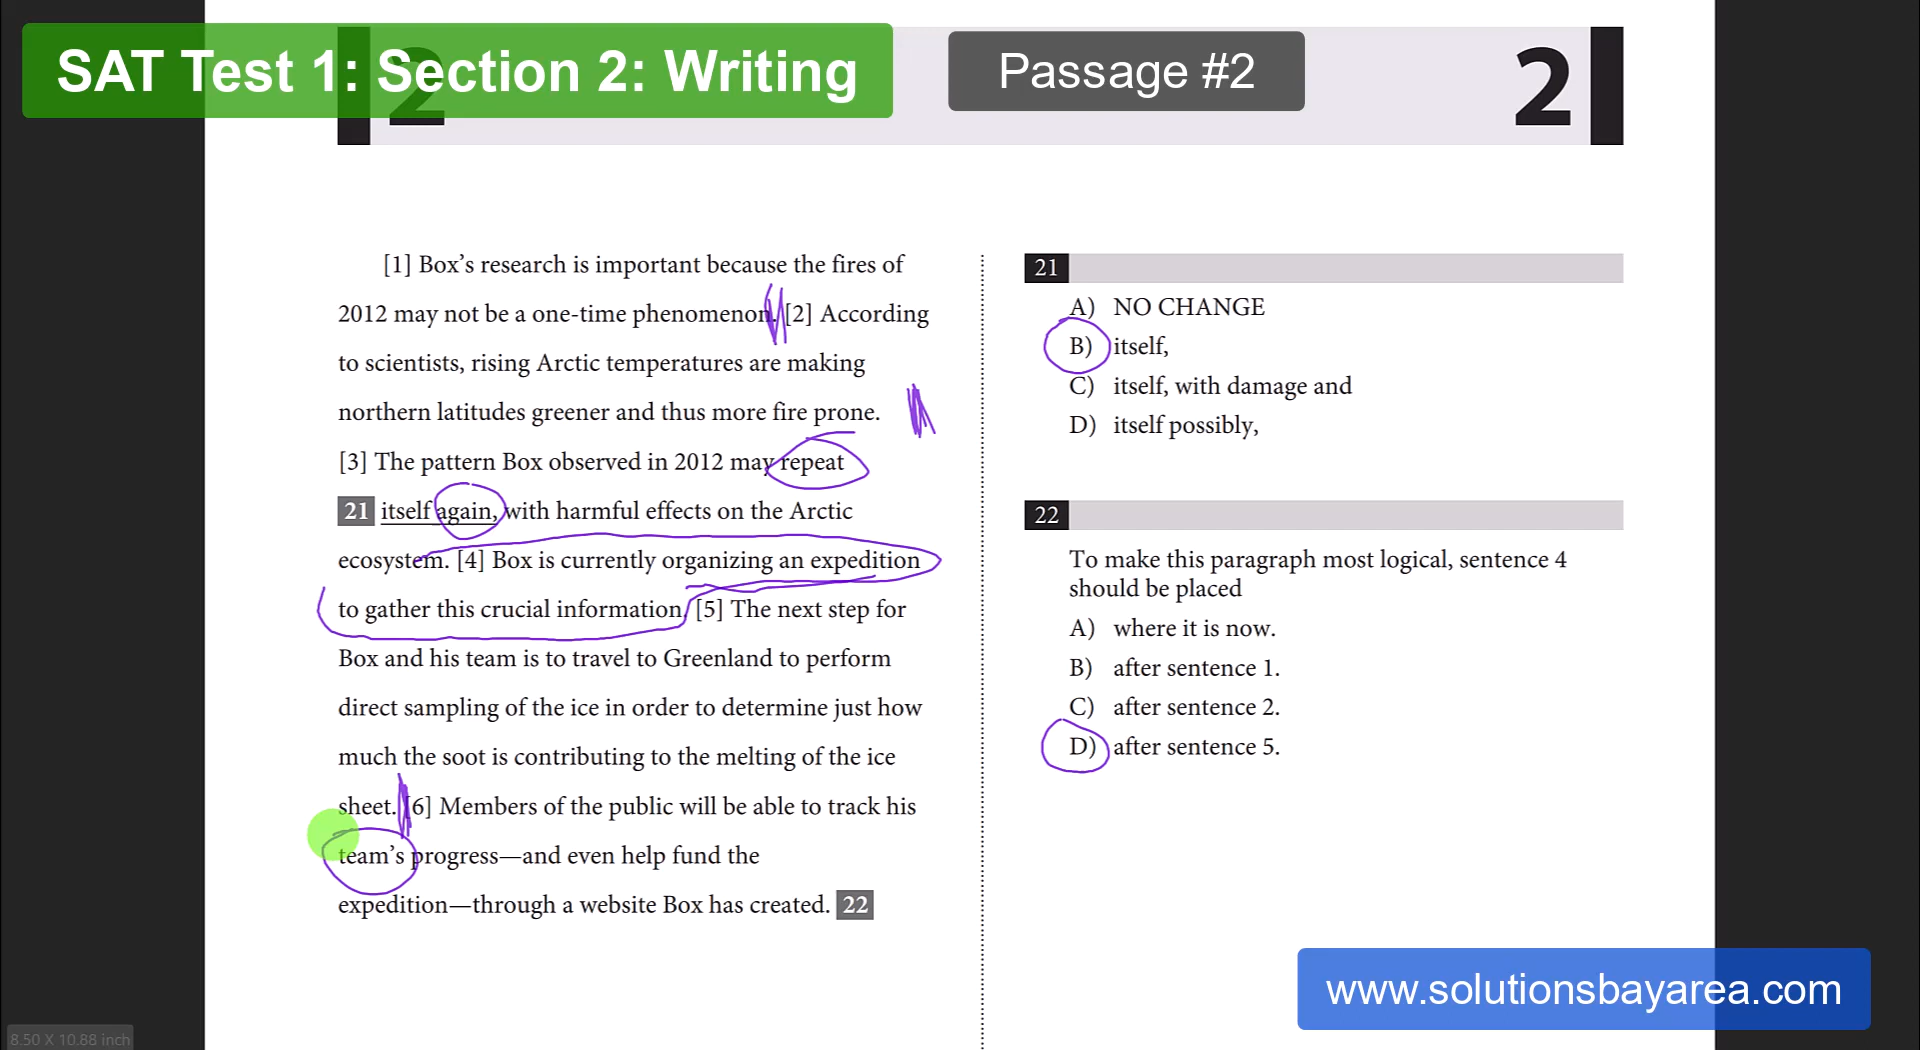 SAT Test 1: Section 2: Writing
Passage #2
2
2
[1] Box’s research is important because the fires of
2012 may not be a one-time phenomenon. [2] According
to scientists, rising Arctic temperatures are making
northern latitudes greener and thus more fire prone.
[3] The pattern Box observed in 2012 may repeat
21 itself again, with harmful effects on the Arctic
ecosystem. [4] Box is currently organizing an expedition
to gather this crucial information. [5] The next step for
Box and his team is to travel to Greenland to perform
direct sampling of the ice in order to determine just how
much the soot is contributing to the melting of the ice
sheet. [6] Members of the public will be able to track his
team’s progress—and even help fund the
expedition—through a website Box has created. 22
21
A) NO CHANGE
B) itself,
C) itself, with damage and
D) itself possibly,
22
To make this paragraph most logical, sentence 4
should be placed
A) where it is now.
B) after sentence 1.
C) after sentence 2.
D) after sentence 5.
www.solutionsbayarea.com
8.50 X 10.88 inch